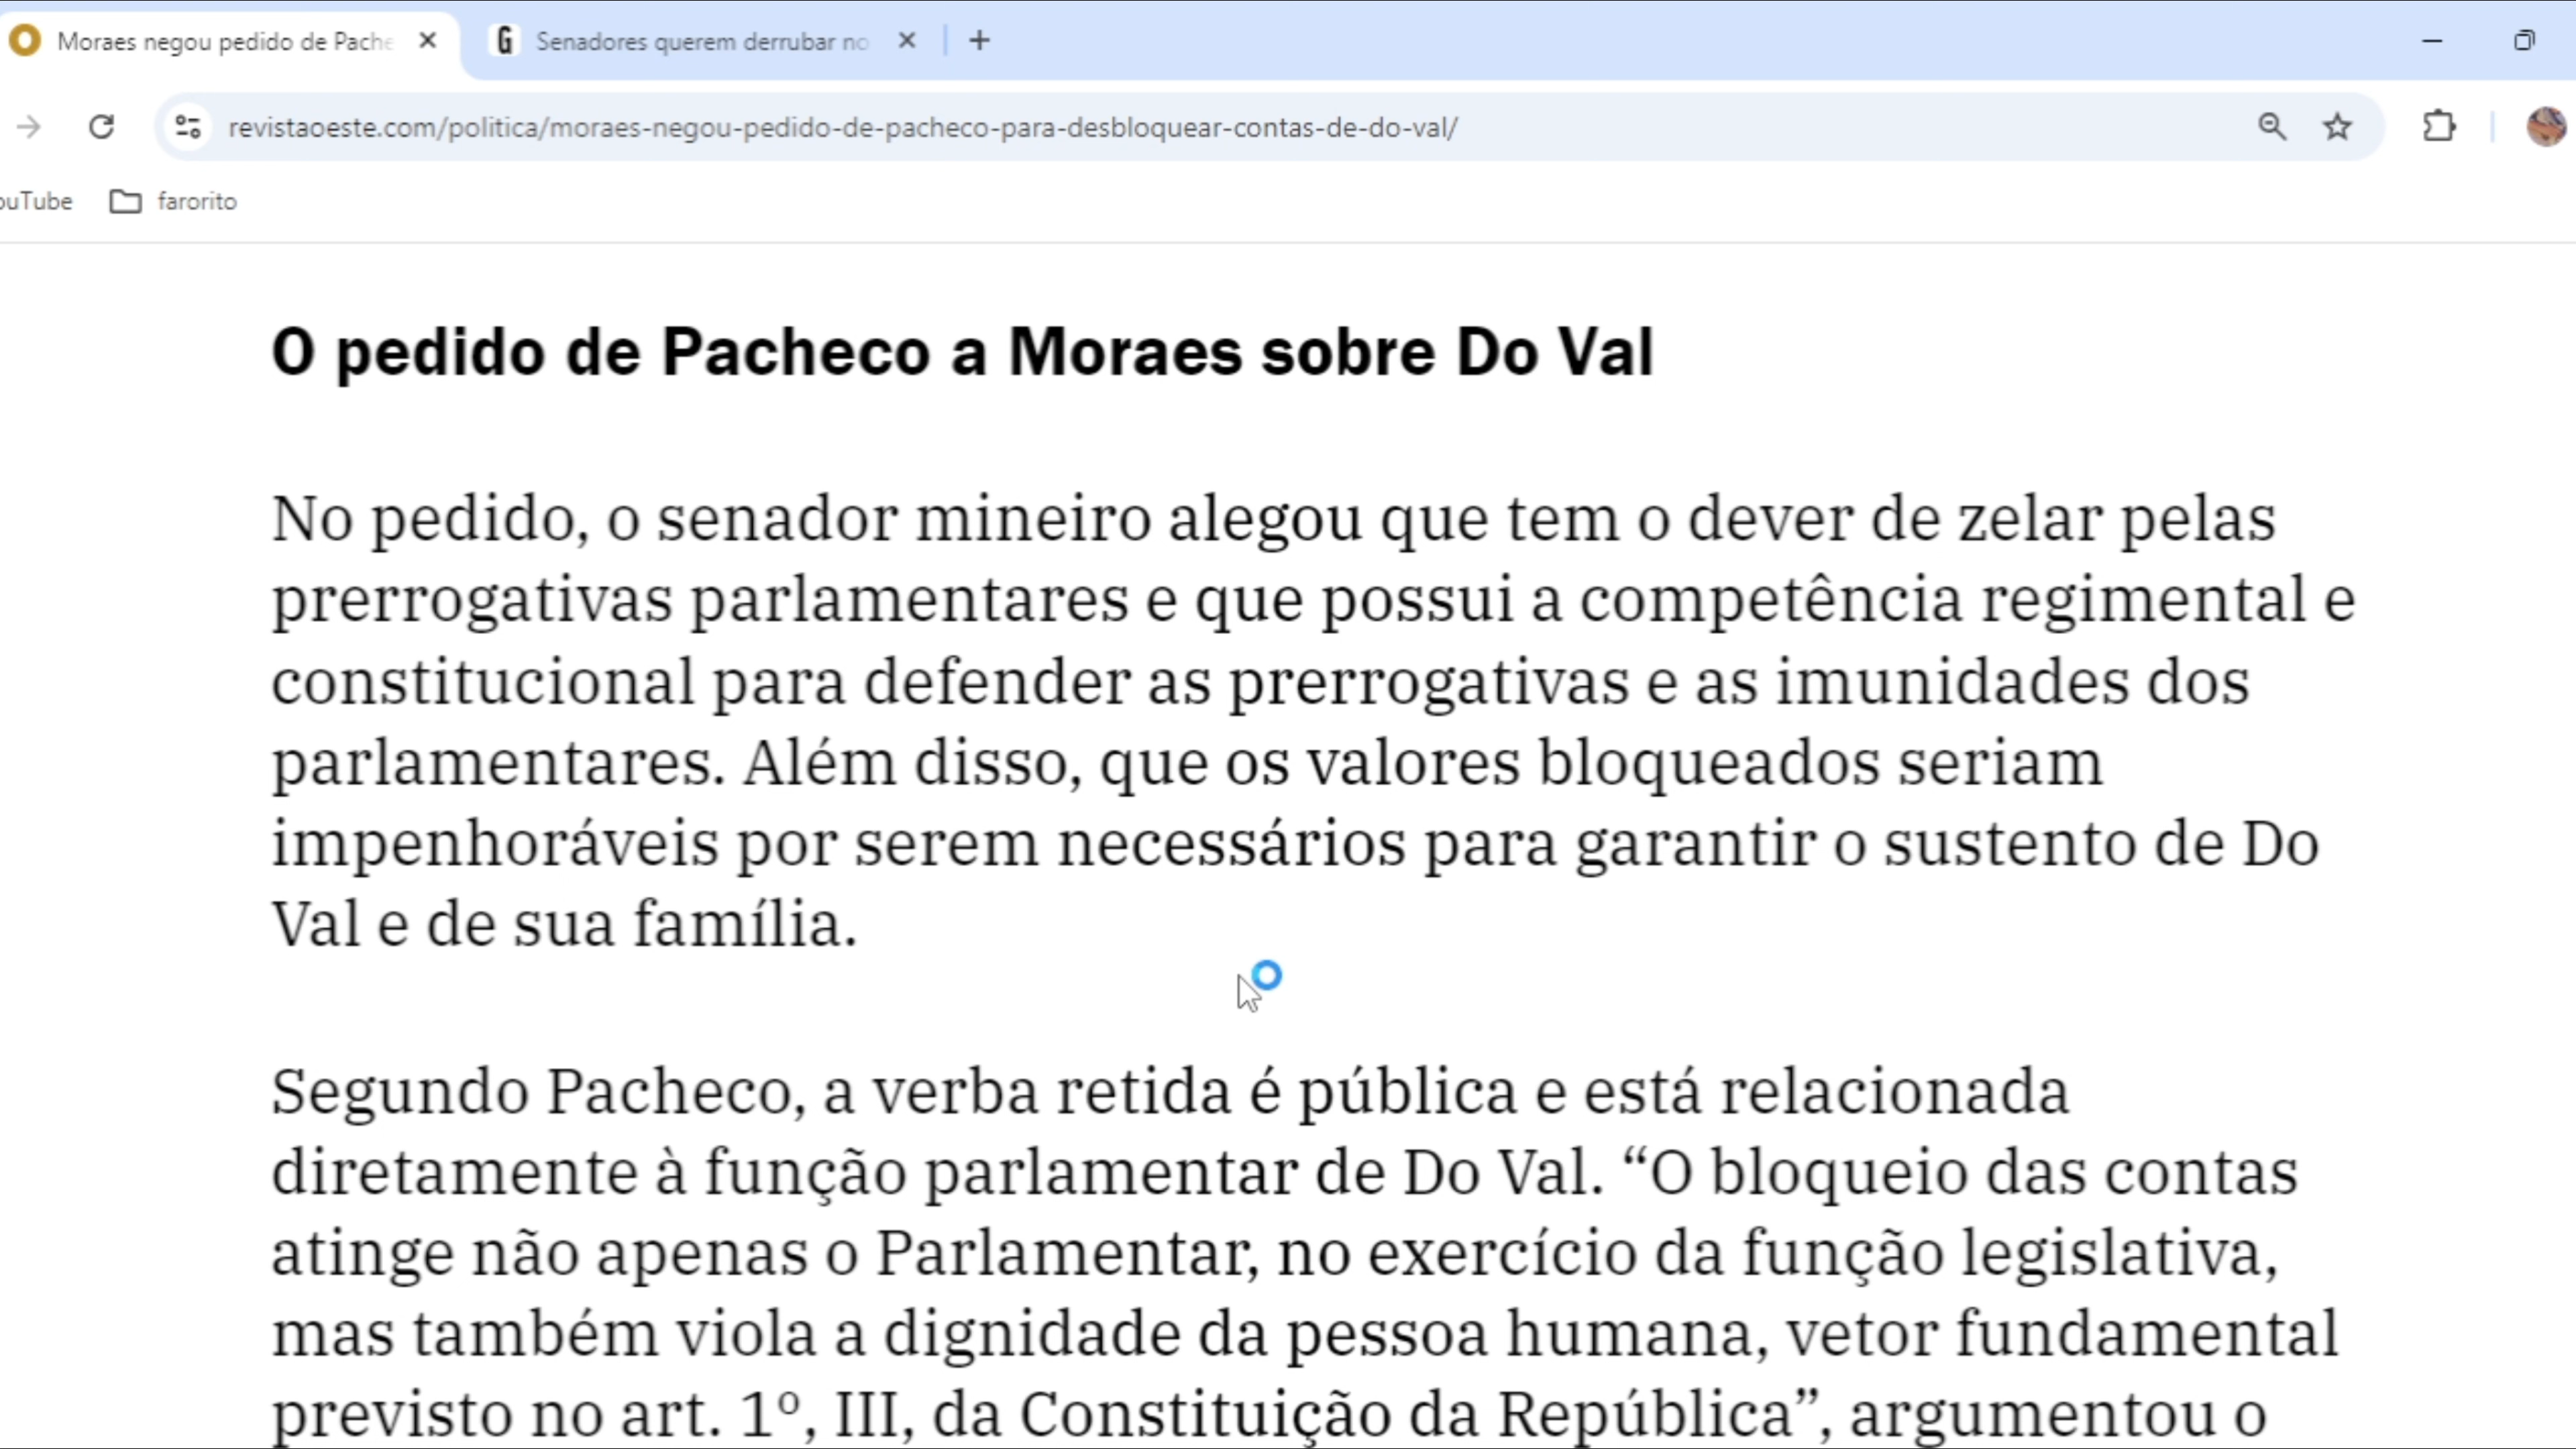 Moraes negou pedido de Pache
G Senadores querem derrubar no
revistaoeste.com/politica/moraes-negou-pedido-de-pacheco-para-desbloquear-contas-de-do-val/
ouTube farorito
O pedido de Pacheco a Moraes sobre Do Val
No pedido, o senador mineiro alegou que tem o dever de zelar pelas
prerrogativas parlamentares e que possui a competência regimental e
constitucional para defender as prerrogativas e as imunidades dos
parlamentares. Além disso, que os valores bloqueados seriam
impenhoráveis por serem necessários para garantir o sustento de Do
Val e de sua família.
Segundo Pacheco, a verba retida é pública e está relacionada
diretamente à função parlamentar de Do Val. “O bloqueio das contas
atinge não apenas o Parlamentar, no exercício da função legislativa,
mas também viola a dignidade da pessoa humana, vetor fundamental
previsto no art. 1º, III, da Constituição da República”, argumentou o